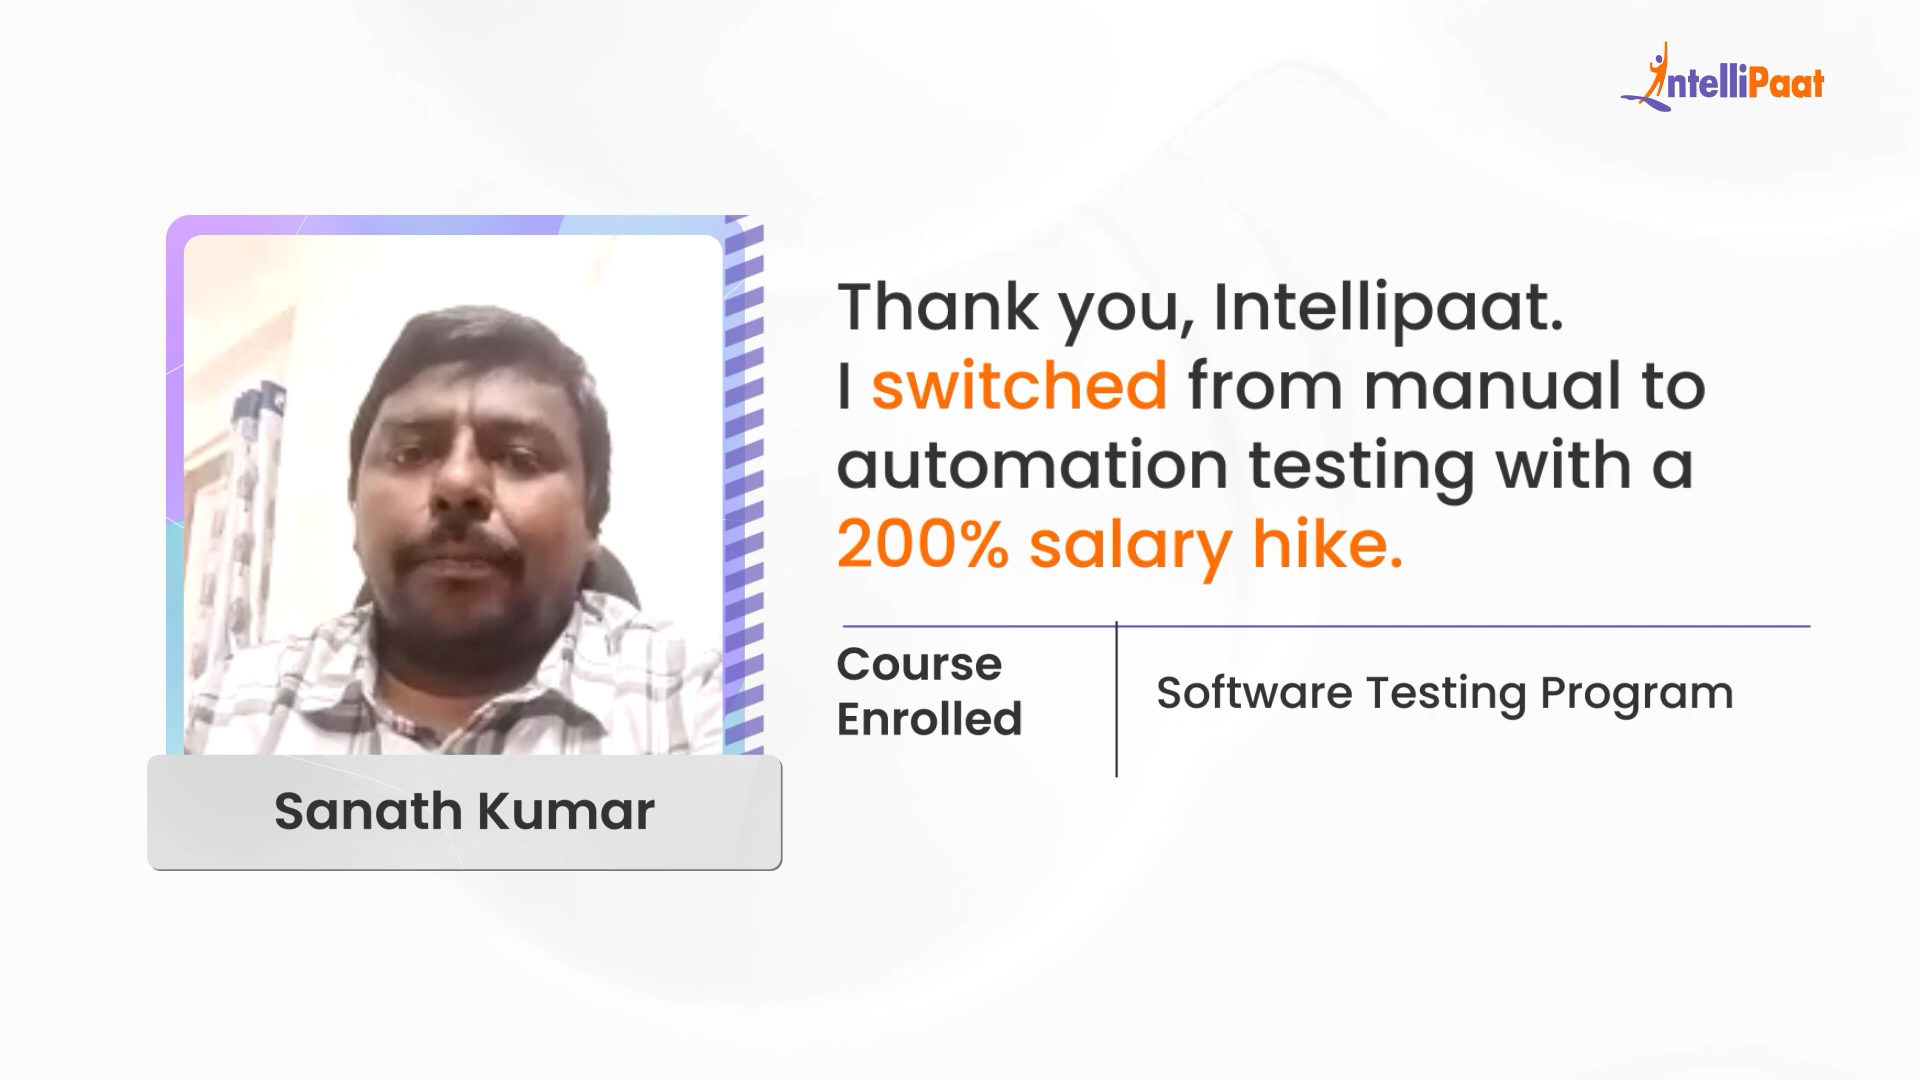 IntelliPaat
Thank you, Intellipaat.
I switched from manual to
automation testing with a
200% salary hike.
Course
Enrolled
Software Testing Program
Sanath Kumar